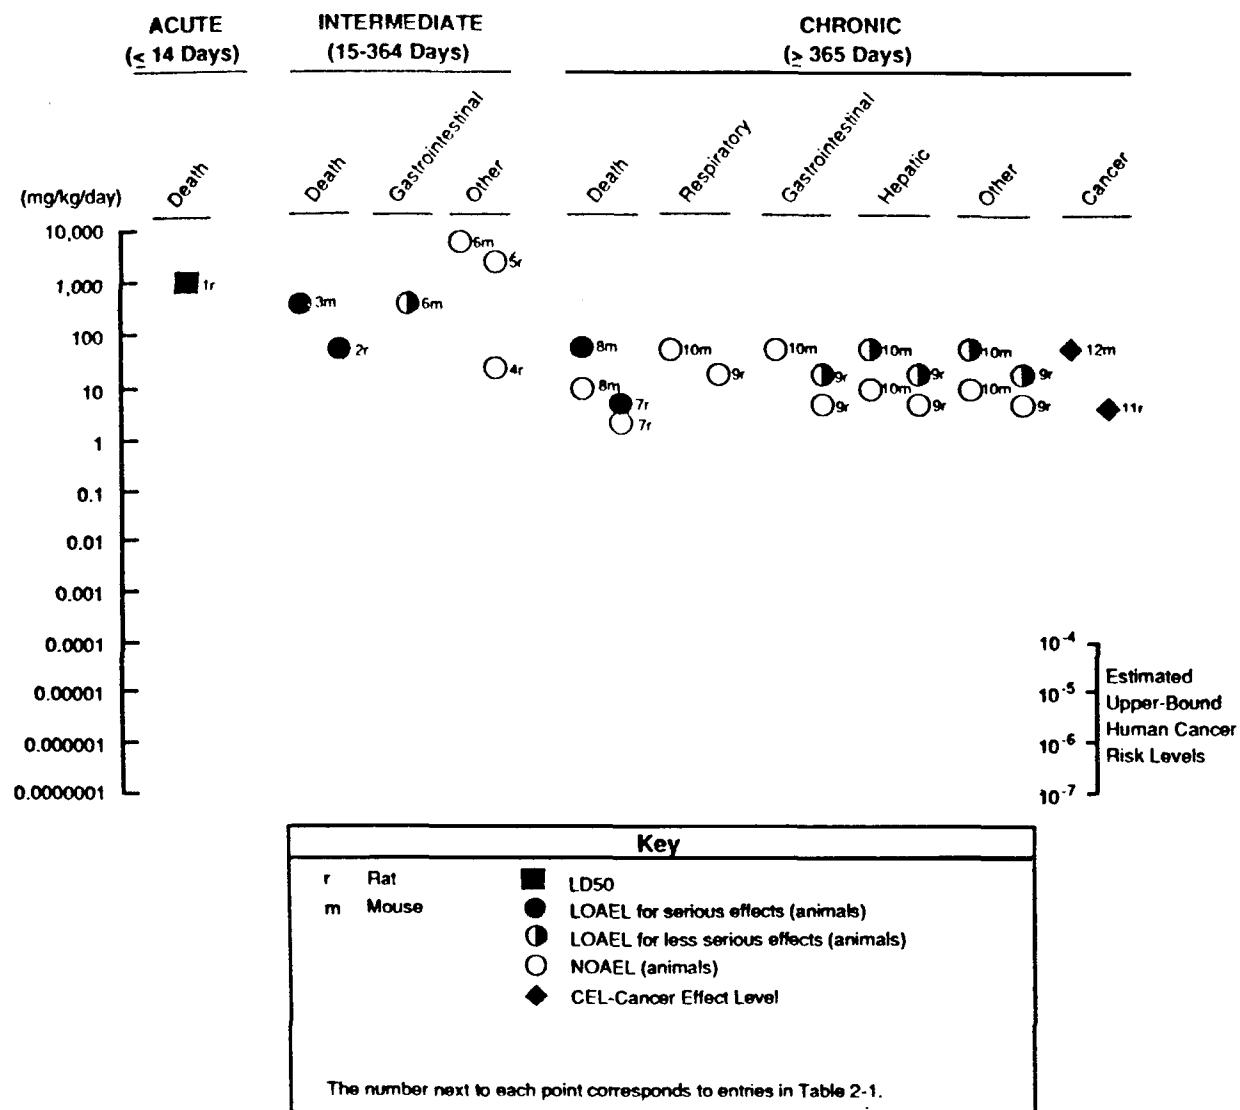 ACUTE
(≤ 14 Days)
INTERMEDIATE
(15-364 Days)
CHRONIC
(≥ 365 Days)
Death
Death
Gastrointestinal
Other
Death
Respiratory
Gastrointestinal
Hepatic
Other
Cancer
(mg/kg/day)
10,000
1,000
100
10
1
0.1
0.01
0.001
0.0001
0.00001
0.000001
0.0000001
1r
3m
2r
6m
6m
5r
4r
8m
8m
7r
7r
10m
9r
10m
9r
9r
10m
9r
10m
9r
10m
9r
10m
9r
12m
11r
10⁻⁴
10⁻⁵
10⁻⁶
10⁻⁷
Estimated
Upper-Bound
Human Cancer
Risk Levels
Key
r Rat
m Mouse
LD50
LOAEL for serious effects (animals)
LOAEL for less serious effects (animals)
NOAEL (animals)
CEL-Cancer Effect Level
The number next to each point corresponds to entries in Table 2-1.